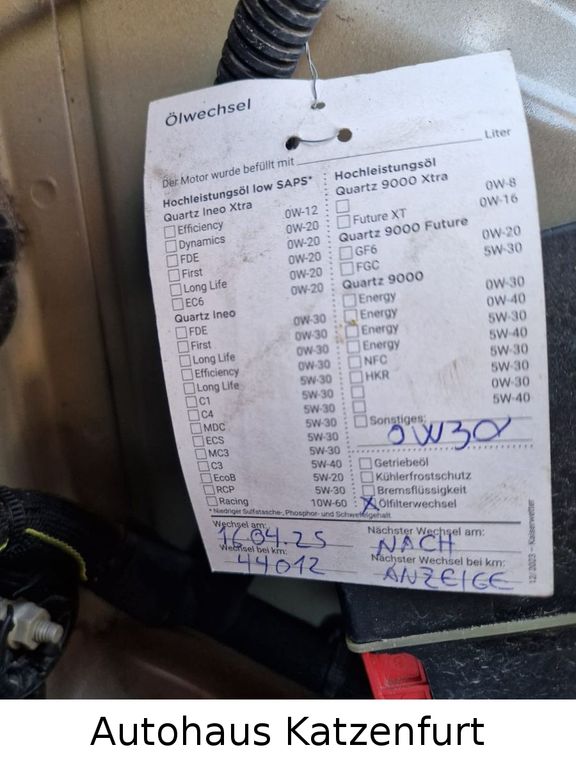 Ölwechsel
Der Motor wurde befüllt mit Liter
Hochleistungsöl low SAPS*
Quartz Ineo Xtra
Efficiency 0W-12
Dynamics 0W-20
FDE 0W-20
First 0W-20
Long Life 0W-20
EC6 0W-20
Quartz Ineo
FDE 0W-30
First 0W-30
Long Life 0W-30
Efficiency 0W-30
Long Life 5W-30
C1 5W-30
C4 5W-30
MDC 5W-30
ECS 5W-30
MC3 5W-30
C3 5W-40
EcoB 5W-20
RCP 5W-30
Racing 10W-60
* Niedriger Sulfatasche-, Phosphor- und Schwefelgehalt
Hochleistungsöl
Quartz 9000 Xtra
0W-8
Future XT 0W-16
Quartz 9000 Future
GF6 0W-20
FGC 5W-30
Quartz 9000
Energy 0W-30
Energy 0W-40
Energy 5W-30
Energy 5W-40
NFC 5W-30
HKR 5W-30
0W-30
5W-40
Sonstiges:
0W30
Getriebeöl
Kühlerfrostschutz
Bremsflüssigkeit
X Ölfilterwechsel
Wechsel am:
16.04.25
Wechsel bei km:
44012
Nächster Wechsel am:
NACH
Nächster Wechsel bei km:
ANZEIGE
12/2023 – Kaiserwetter
Autohaus Katzenfurt